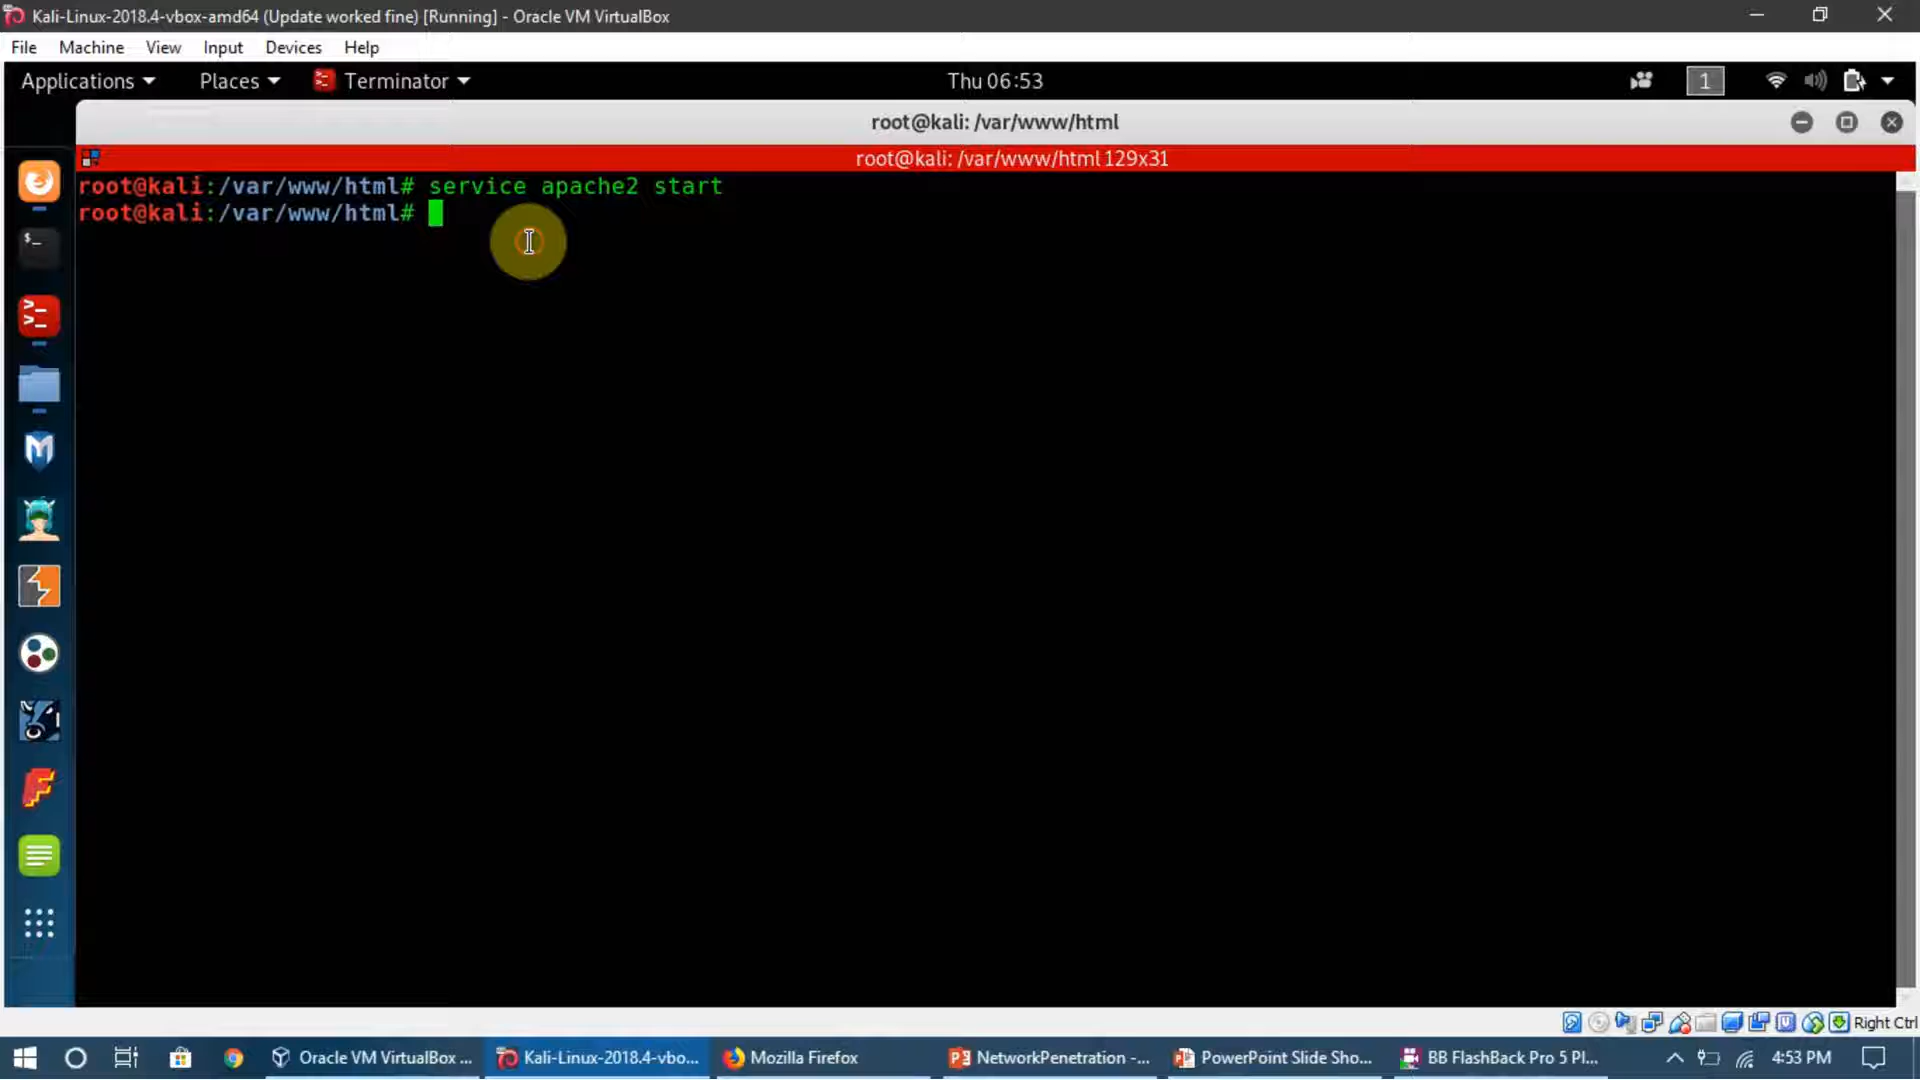 Kali-Linux-2018.4-vbox-amd64 (Update worked fine) [Running] - Oracle VM VirtualBox
File Machine View Input Devices Help
Applications Places Terminator Thu 06:53 1
root@kali: /var/www/html
root@kali: /var/www/html 129x31
root@kali:/var/www/html# service apache2 start
root@kali:/var/www/html#
Right Ctrl
Oracle VM VirtualBox ... Kali-Linux-2018.4-vbo... Mozilla Firefox NetworkPenetration -... PowerPoint Slide Sho... BB FlashBack Pro 5 Pl... 4:53 PM